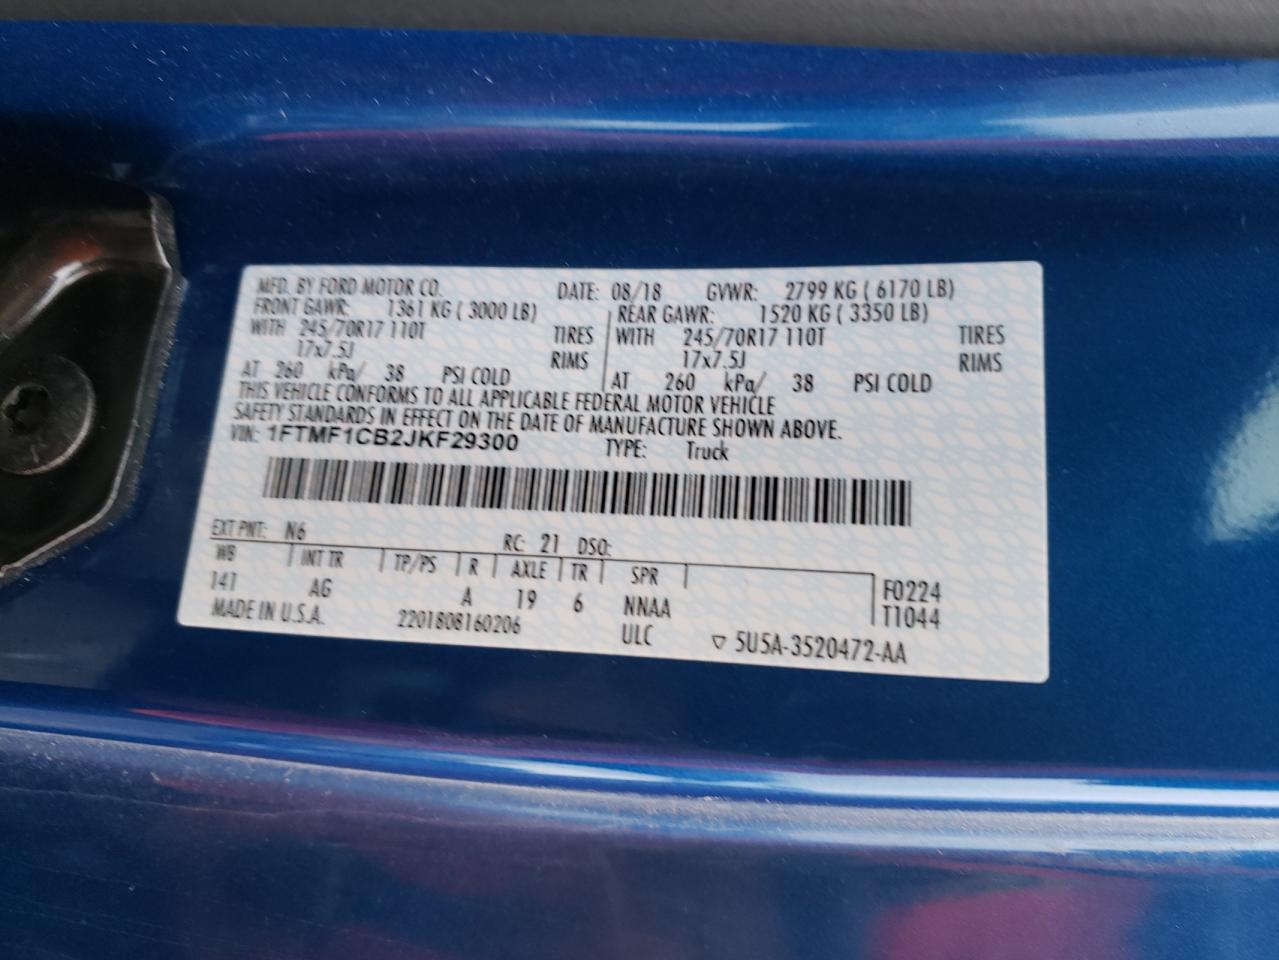 MFD. BY FORD MOTOR CO. DATE: 08/18 GVWR: 2799 KG ( 6170 LB)
FRONT GAWR: 1361 KG ( 3000 LB) REAR GAWR: 1520 KG ( 3350 LB)
WITH 245/70R17 110T TIRES WITH 245/70R17 110T TIRES
17x7.5J RIMS 17x7.5J RIMS
AT 260 kPa/ 38 PSI COLD AT 260 kPa/ 38 PSI COLD
THIS VEHICLE CONFORMS TO ALL APPLICABLE FEDERAL MOTOR VEHICLE
SAFETY STANDARDS IN EFFECT ON THE DATE OF MANUFACTURE SHOWN ABOVE.
VIN: 1FTMF1CB2JKF29300 TYPE: Truck
EXT PNT: N6 RC: 21 DSO:
WB INT TR TP/PS R AXLE TR SPR F0224
141 AG A 19 6 NNAA T1044
MADE IN U.S.A. 2201808160206 ULC ▽ 5U5A-3520472-AA